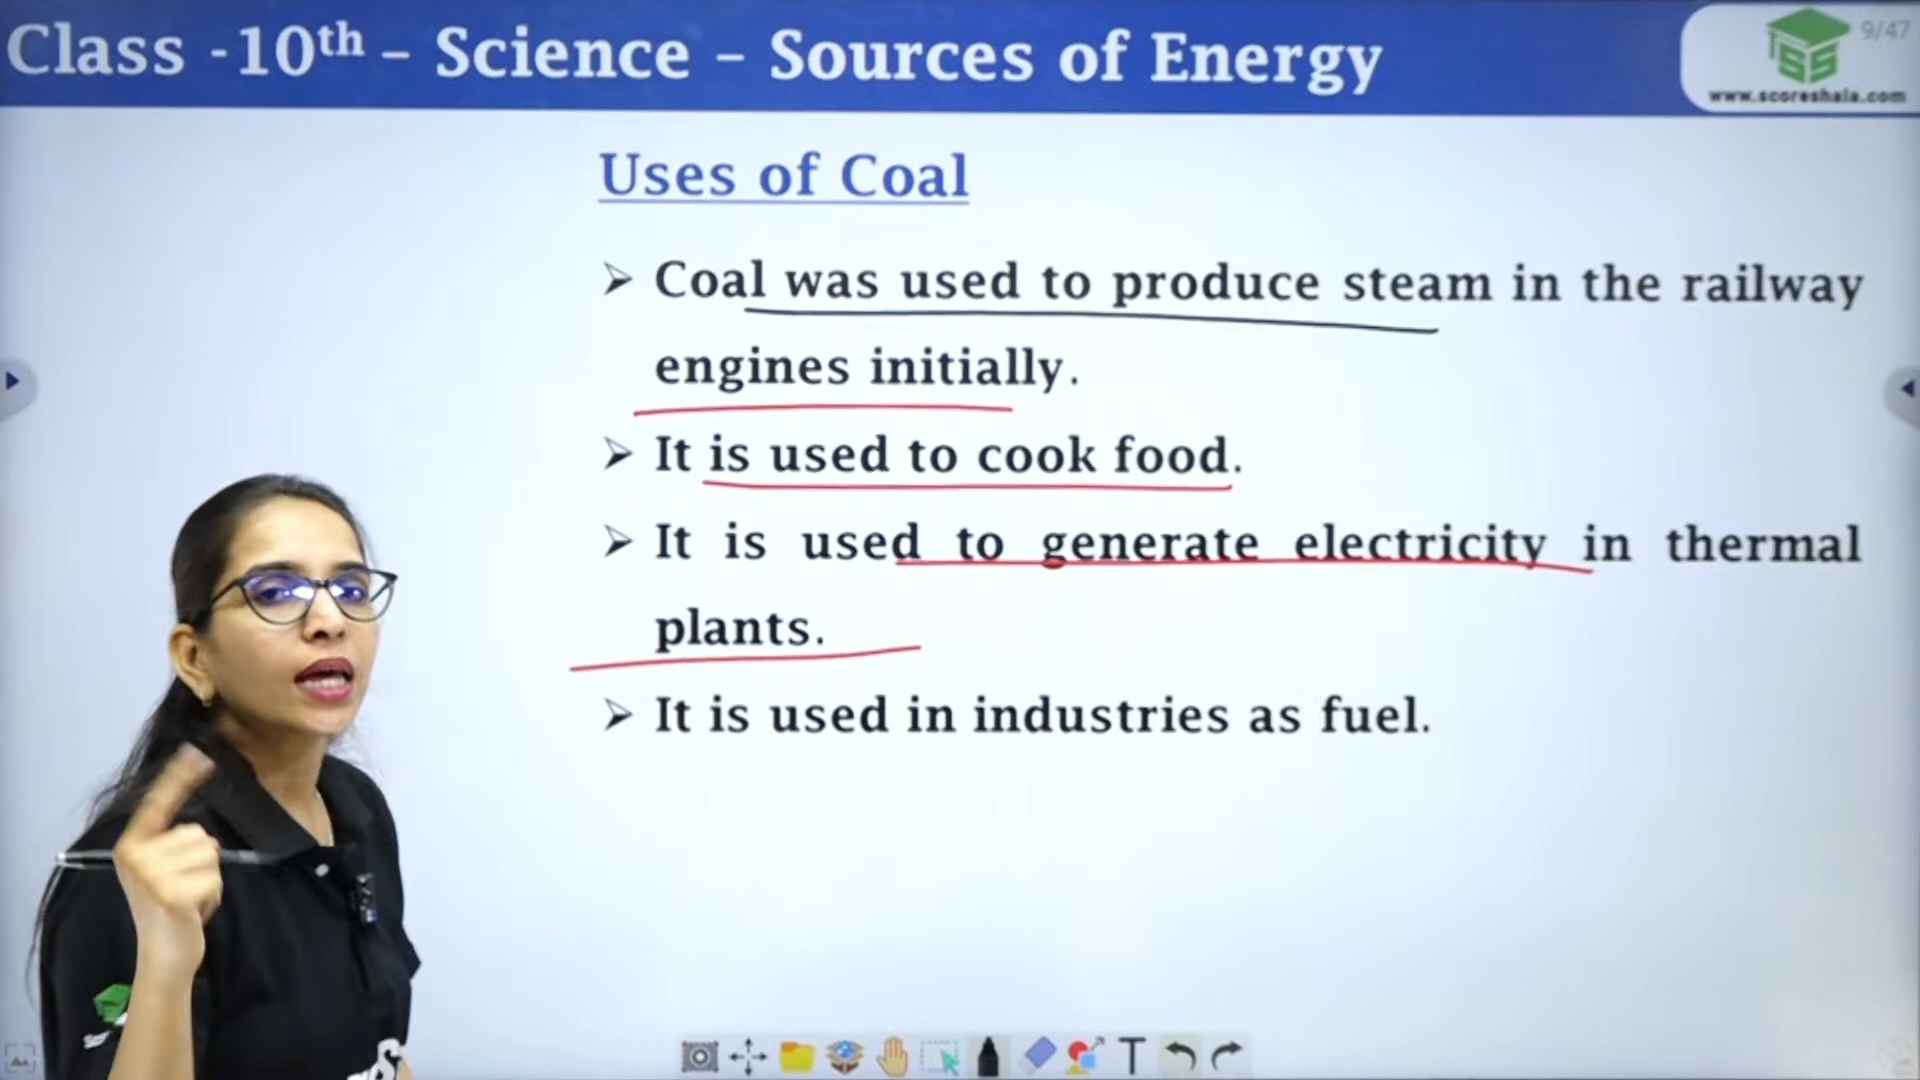 Class -10th – Science – Sources of Energy
9/47
www.scoreshala.com
Uses of Coal
➢ Coal was used to produce steam in the railway
engines initially.
➢ It is used to cook food.
➢ It is used to generate electricity in thermal
plants.
➢ It is used in industries as fuel.
T